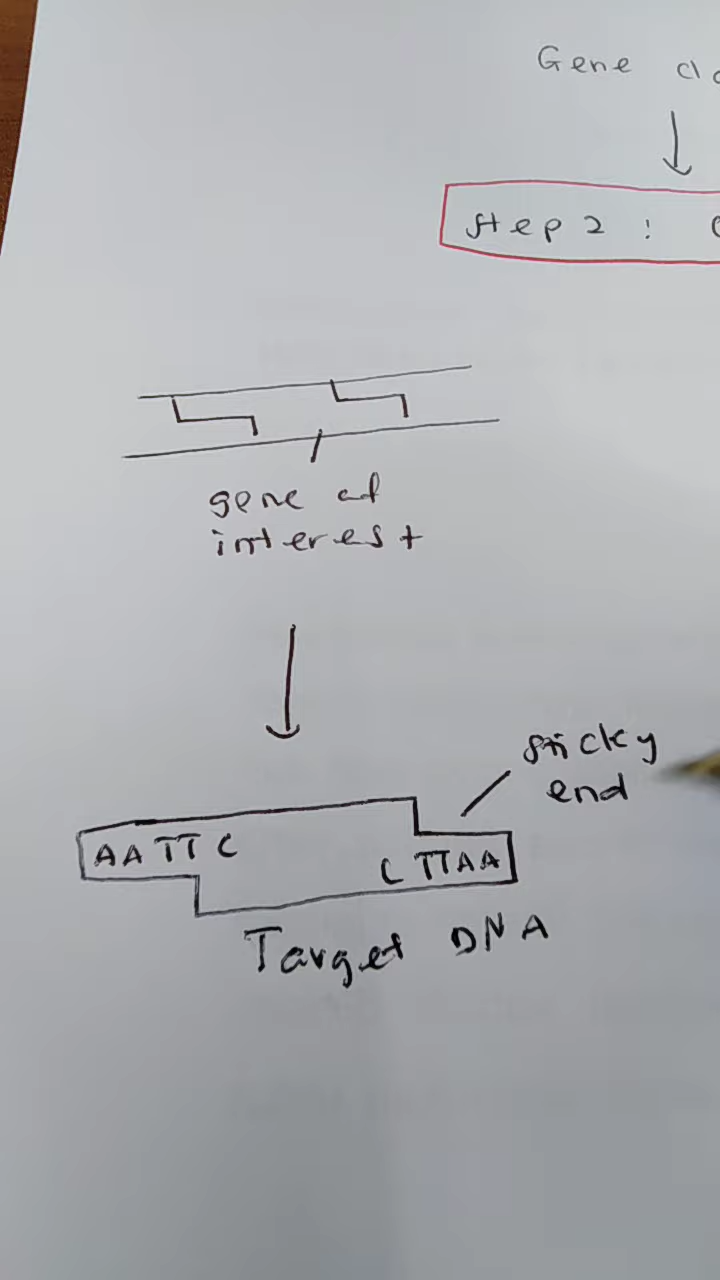 Gene
Step 2 :
gene of
interest
sticky
end
AATTC
CTTAA
Target DNA